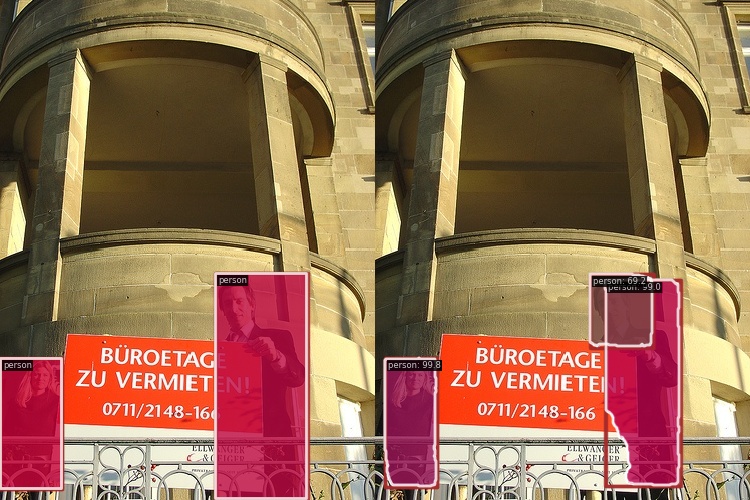 person
person
BÜROETAGE
ZU VERMIETEN!
0711/2148-166
ELLWANGER
& GEIGER
person: 69.2
person: 99.0
person: 99.8
BÜROETAGE
ZU VERMIETEN!
0711/2148-166
ELLWANGER
& GEIGER